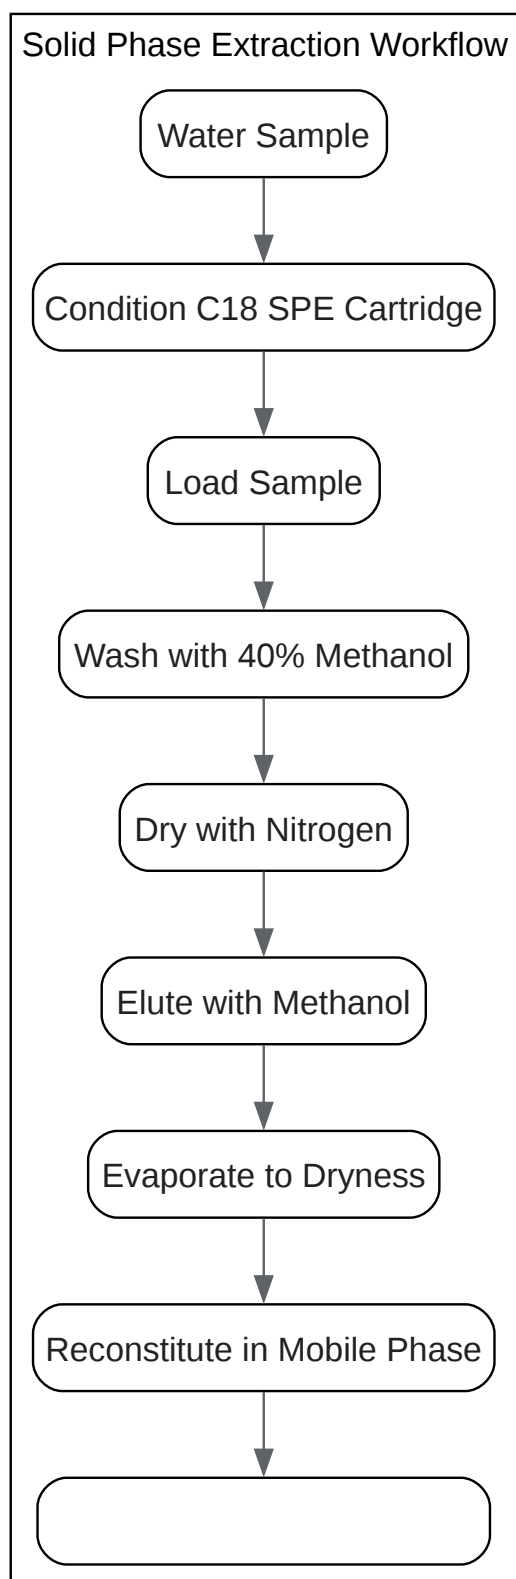 Solid Phase Extraction Workflow
Water Sample
Condition C18 SPE Cartridge
Load Sample
Wash with 40% Methanol
Dry with Nitrogen
Elute with Methanol
Evaporate to Dryness
Reconstitute in Mobile Phase